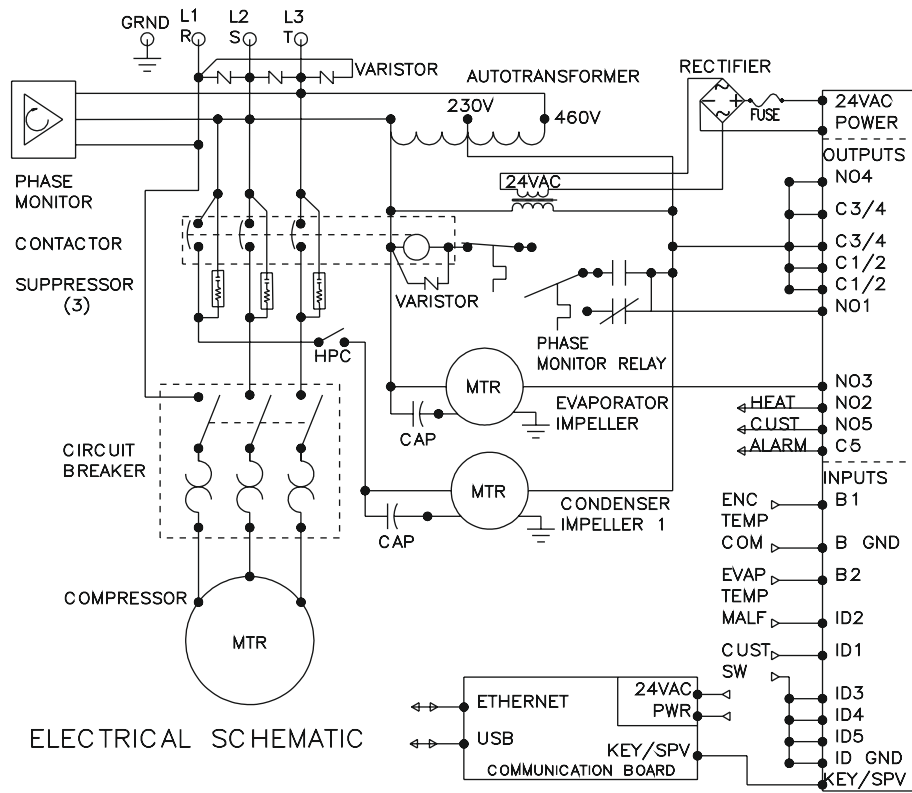 GRND
L1
R
L2
S
L3
T
VARISTOR
AUTOTRANSFORMER
230V
460V
RECTIFIER
FUSE
24VAC
POWER
OUTPUTS
NO4
C3/4
C3/4
C1/2
C1/2
NO1
PHASE
MONITOR
24VAC
CONTACTOR
SUPPRESSOR
(3)
VARISTOR
HPC
PHASE
MONITOR RELAY
MTR
CAP
EVAPORATOR
IMPELLER
NO3
HEAT
NO2
CUST
NO5
ALARM
C5
CIRCUIT
BREAKER
MTR
CAP
CONDENSER
IMPELLER 1
INPUTS
ENC
TEMP
B1
COM
B GND
EVAP
TEMP
B2
MALF
ID2
CUST
SW
ID1
ID3
ID4
ID5
ID GND
KEY/SPV
COMPRESSOR
MTR
ETHERNET
USB
24VAC
PWR
KEY/SPV
COMMUNICATION BOARD
ELECTRICAL SCHEMATIC